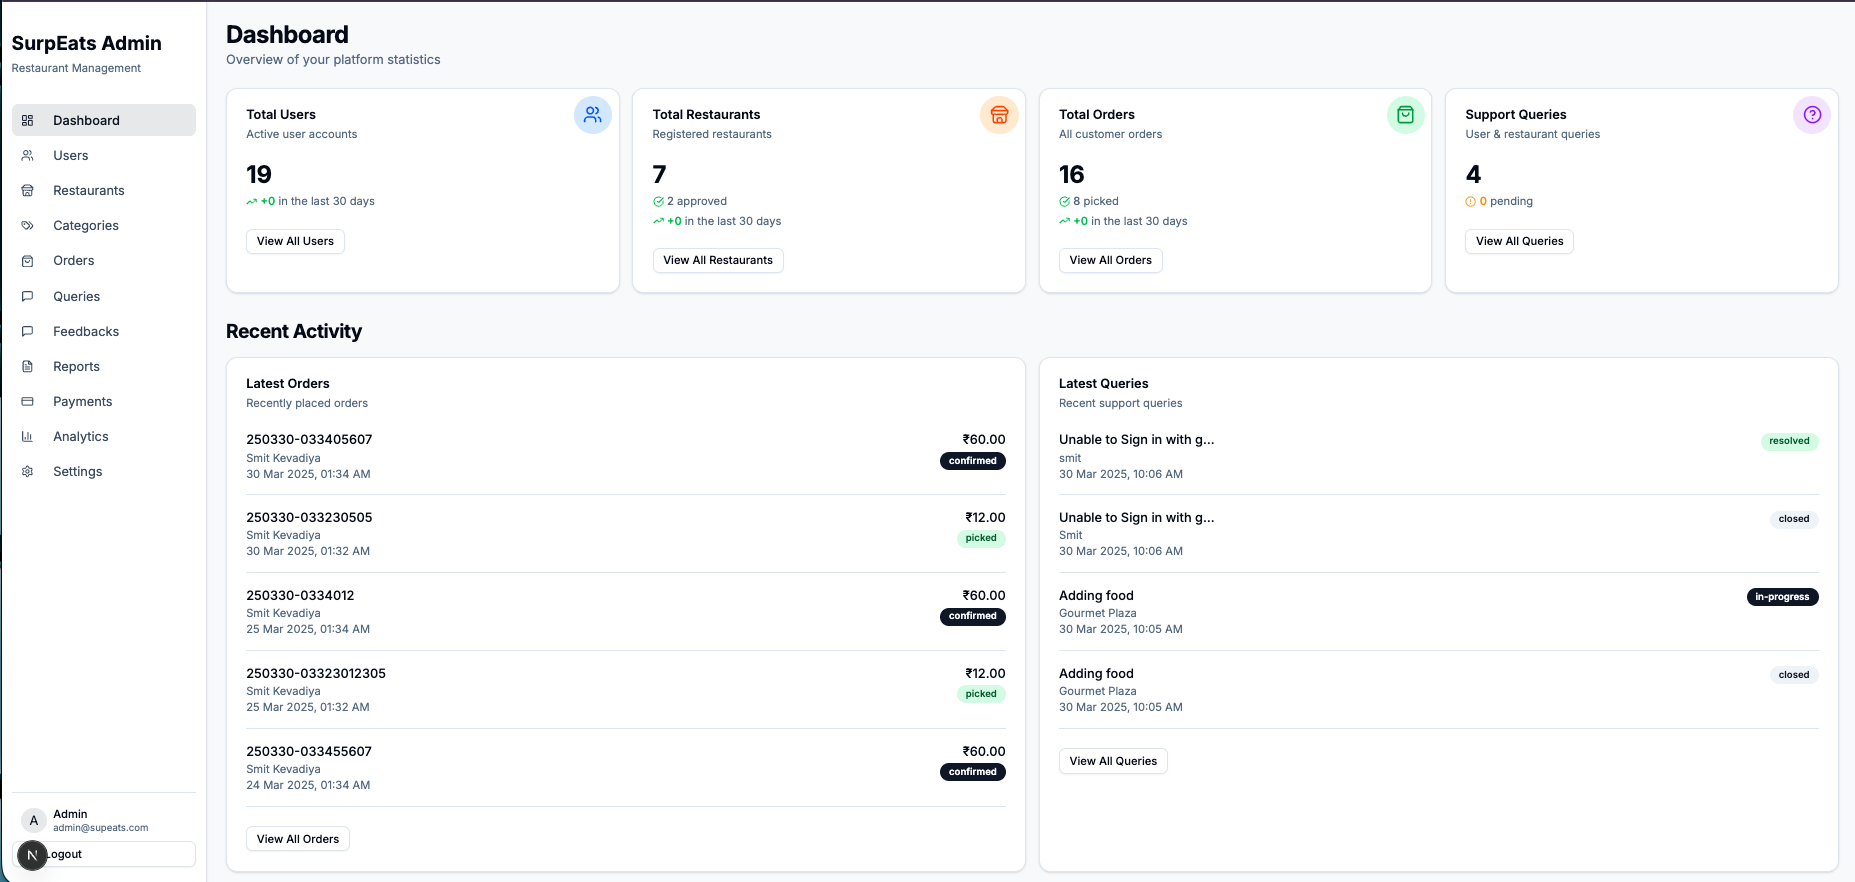 SurpEats Admin
Restaurant Management
Dashboard
Users
Restaurants
Categories
Orders
Queries
Feedbacks
Reports
Payments
Analytics
Settings
A
Admin
admin@supeats.com
N
Logout
Dashboard
Overview of your platform statistics
Total Users
Active user accounts
19
+0 in the last 30 days
View All Users
Total Restaurants
Registered restaurants
7
2 approved
+0 in the last 30 days
View All Restaurants
Total Orders
All customer orders
16
8 picked
+0 in the last 30 days
View All Orders
Support Queries
User & restaurant queries
4
0 pending
View All Queries
Recent Activity
Latest Orders
Recently placed orders
250330-033405607
₹60.00
Smit Kevadiya
confirmed
30 Mar 2025, 01:34 AM
250330-033230505
₹12.00
Smit Kevadiya
picked
30 Mar 2025, 01:32 AM
250330-0334012
₹60.00
Smit Kevadiya
confirmed
25 Mar 2025, 01:34 AM
250330-03323012305
₹12.00
Smit Kevadiya
picked
25 Mar 2025, 01:32 AM
250330-033455607
₹60.00
Smit Kevadiya
confirmed
24 Mar 2025, 01:34 AM
View All Orders
Latest Queries
Recent support queries
Unable to Sign in with g...
resolved
smit
30 Mar 2025, 10:06 AM
Unable to Sign in with g...
closed
Smit
30 Mar 2025, 10:06 AM
Adding food
in-progress
Gourmet Plaza
30 Mar 2025, 10:05 AM
Adding food
closed
Gourmet Plaza
30 Mar 2025, 10:05 AM
View All Queries